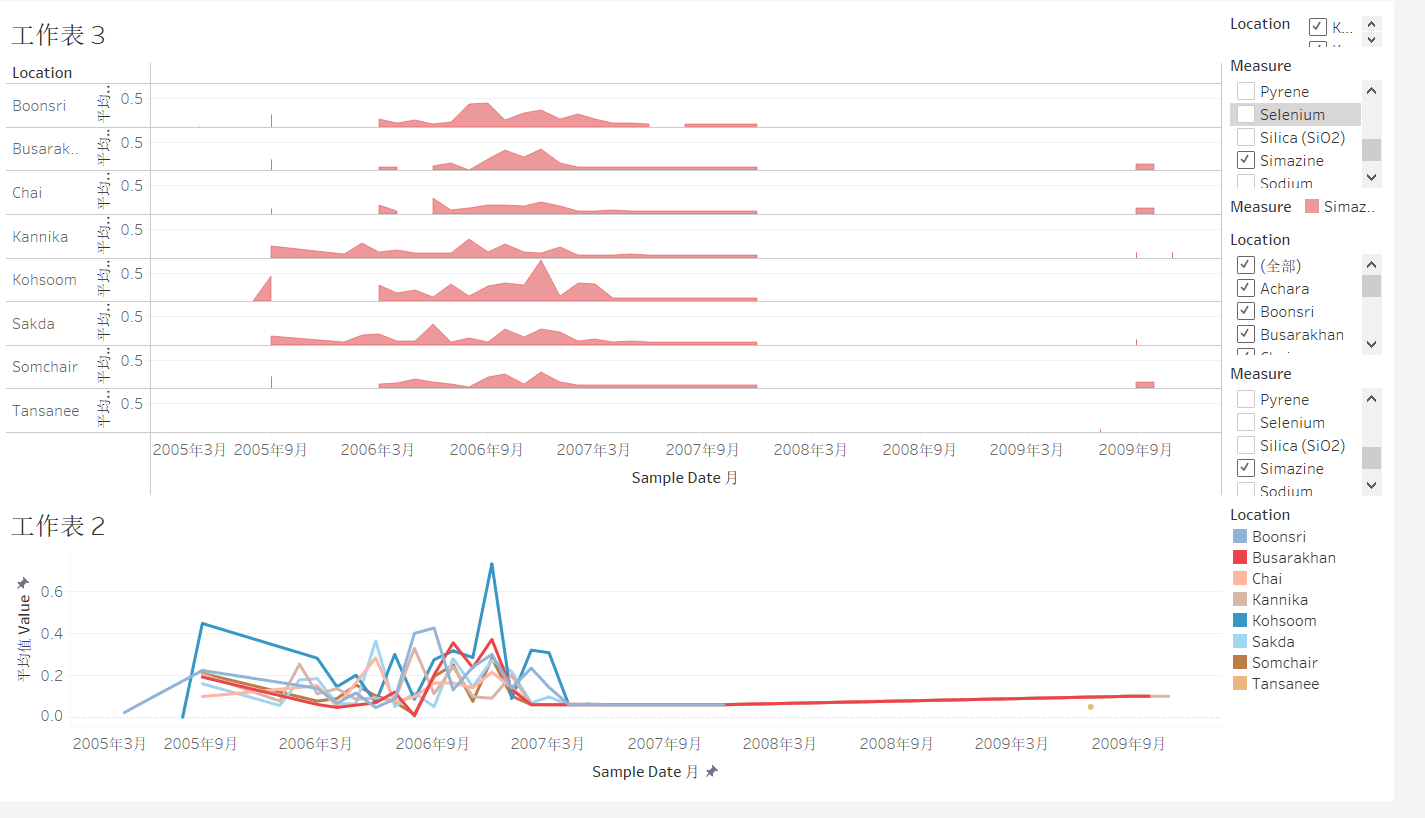 工作表 3
Location
Boonsri 平均.. 0.5
Busarak.. 平均.. 0.5
Chai 平均.. 0.5
Kannika 平均.. 0.5
Kohsoom 平均.. 0.5
Sakda 平均.. 0.5
Somchair 平均.. 0.5
Tansanee 平均.. 0.5
2005年3月 2005年9月 2006年3月 2006年9月 2007年3月 2007年9月 2008年3月 2008年9月 2009年3月 2009年9月
Sample Date 月
Location K...
Measure
Pyrene
Selenium
Silica (SiO2)
Simazine
Sodium
Measure Simaz..
Location
(全部)
Achara
Boonsri
Busarakhan
Measure
Pyrene
Selenium
Silica (SiO2)
Simazine
Sodium
工作表 2
平均值 Value
0.6
0.4
0.2
0.0
2005年3月 2005年9月 2006年3月 2006年9月 2007年3月 2007年9月 2008年3月 2008年9月 2009年3月 2009年9月
Sample Date 月
Location
Boonsri
Busarakhan
Chai
Kannika
Kohsoom
Sakda
Somchair
Tansanee